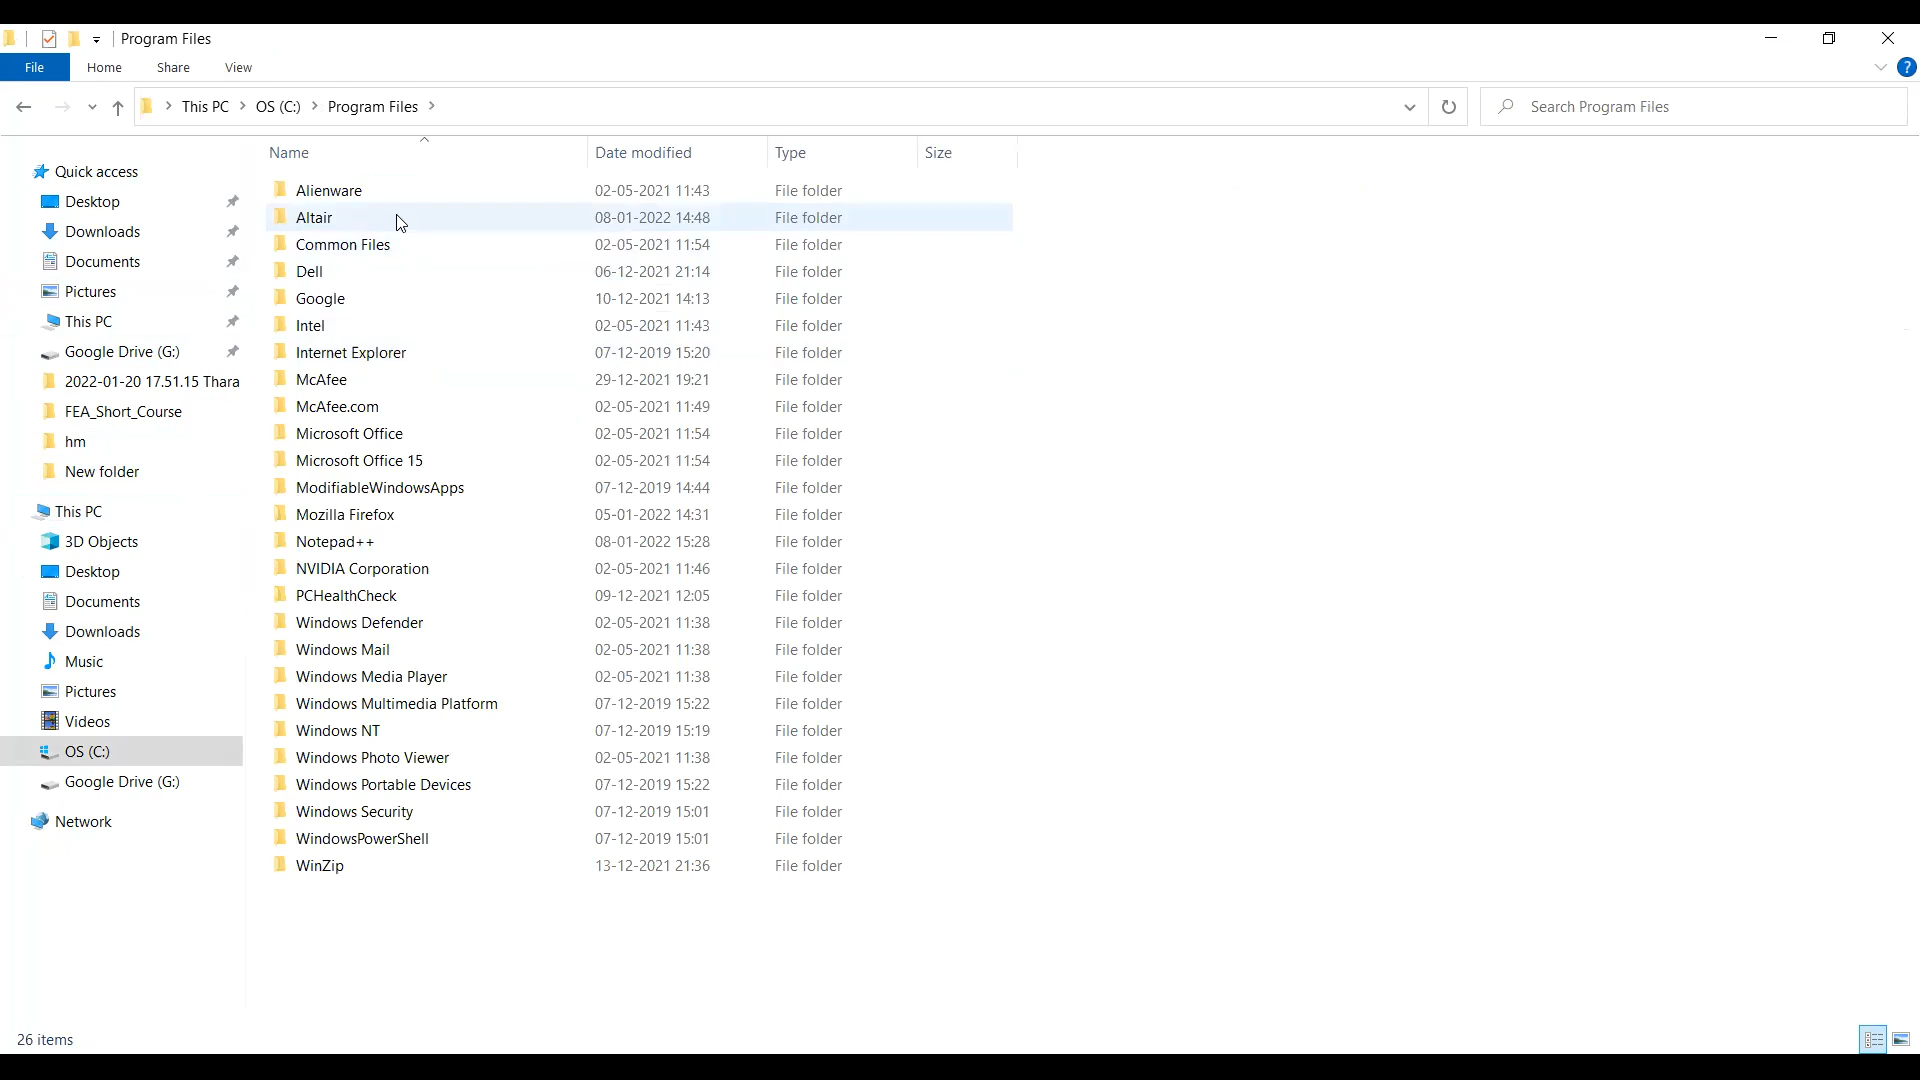 Program Files
File Home Share View
This PC OS (C:) Program Files
Search Program Files
Name Date modified Type Size
Quick access
Desktop
Downloads
Documents
Pictures
This PC
Google Drive (G:)
2022-01-20 17.51.15 Thara
FEA_Short_Course
hm
New folder
This PC
3D Objects
Desktop
Documents
Downloads
Music
Pictures
Videos
OS (C:)
Google Drive (G:)
Network
Alienware 02-05-2021 11:43 File folder
Altair 08-01-2022 14:48 File folder
Common Files 02-05-2021 11:54 File folder
Dell 06-12-2021 21:14 File folder
Google 10-12-2021 14:13 File folder
Intel 02-05-2021 11:43 File folder
Internet Explorer 07-12-2019 15:20 File folder
McAfee 29-12-2021 19:21 File folder
McAfee.com 02-05-2021 11:49 File folder
Microsoft Office 02-05-2021 11:54 File folder
Microsoft Office 15 02-05-2021 11:54 File folder
ModifiableWindowsApps 07-12-2019 14:44 File folder
Mozilla Firefox 05-01-2022 14:31 File folder
Notepad++ 08-01-2022 15:28 File folder
NVIDIA Corporation 02-05-2021 11:46 File folder
PCHealthCheck 09-12-2021 12:05 File folder
Windows Defender 02-05-2021 11:38 File folder
Windows Mail 02-05-2021 11:38 File folder
Windows Media Player 02-05-2021 11:38 File folder
Windows Multimedia Platform 07-12-2019 15:22 File folder
Windows NT 07-12-2019 15:19 File folder
Windows Photo Viewer 02-05-2021 11:38 File folder
Windows Portable Devices 07-12-2019 15:22 File folder
Windows Security 07-12-2019 15:01 File folder
WindowsPowerShell 07-12-2019 15:01 File folder
WinZip 13-12-2021 21:36 File folder
26 items